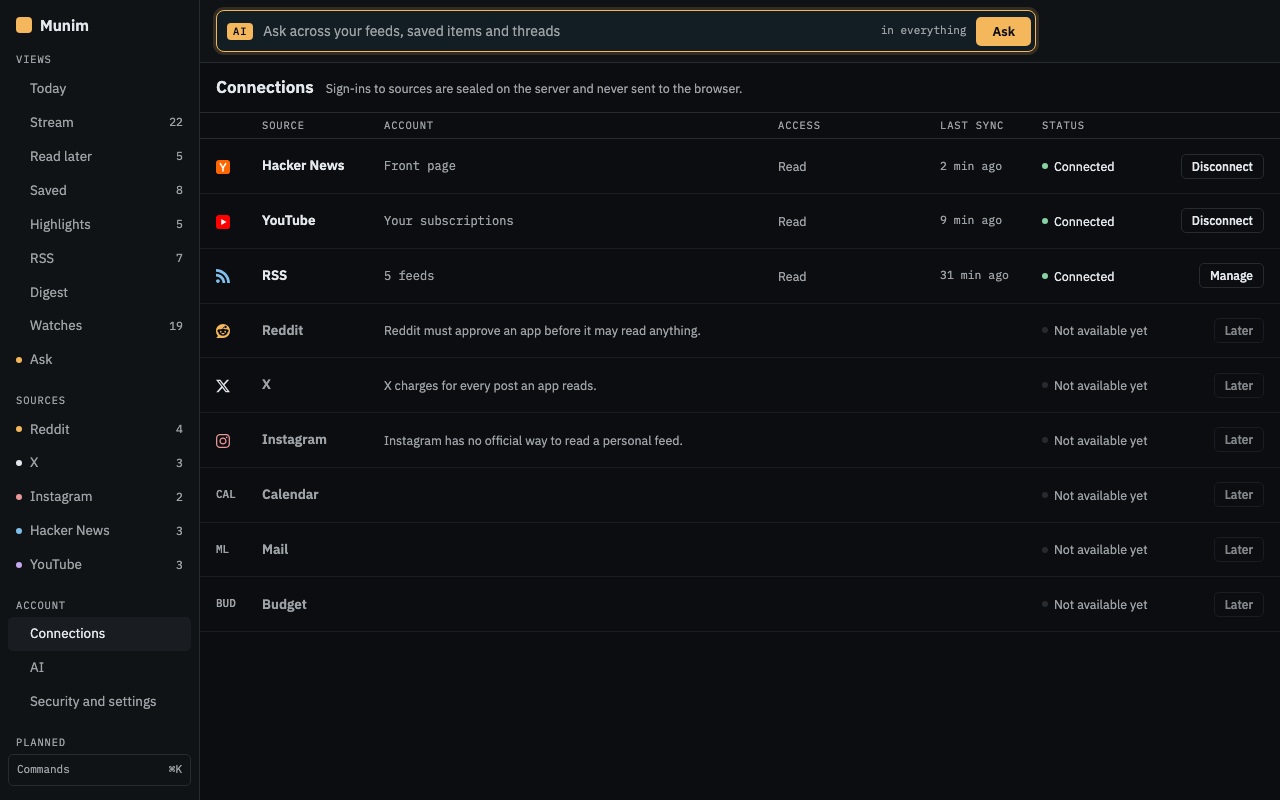 Munim
AI Ask across your feeds, saved items and threads in everything Ask
VIEWS
Today
Stream 22
Read later 5
Saved 8
Highlights 5
RSS 7
Digest
Watches 19
Ask
SOURCES
Reddit 4
X 3
Instagram 2
Hacker News 3
YouTube 3
ACCOUNT
Connections
AI
Security and settings
PLANNED
Commands ⌘K
Connections Sign-ins to sources are sealed on the server and never sent to the browser.
SOURCE ACCOUNT ACCESS LAST SYNC STATUS
Y Hacker News Front page Read 2 min ago Connected Disconnect
YouTube Your subscriptions Read 9 min ago Connected Disconnect
RSS 5 feeds Read 31 min ago Connected Manage
Reddit Reddit must approve an app before it may read anything. Not available yet Later
X X charges for every post an app reads. Not available yet Later
Instagram Instagram has no official way to read a personal feed. Not available yet Later
CAL Calendar Not available yet Later
ML Mail Not available yet Later
BUD Budget Not available yet Later